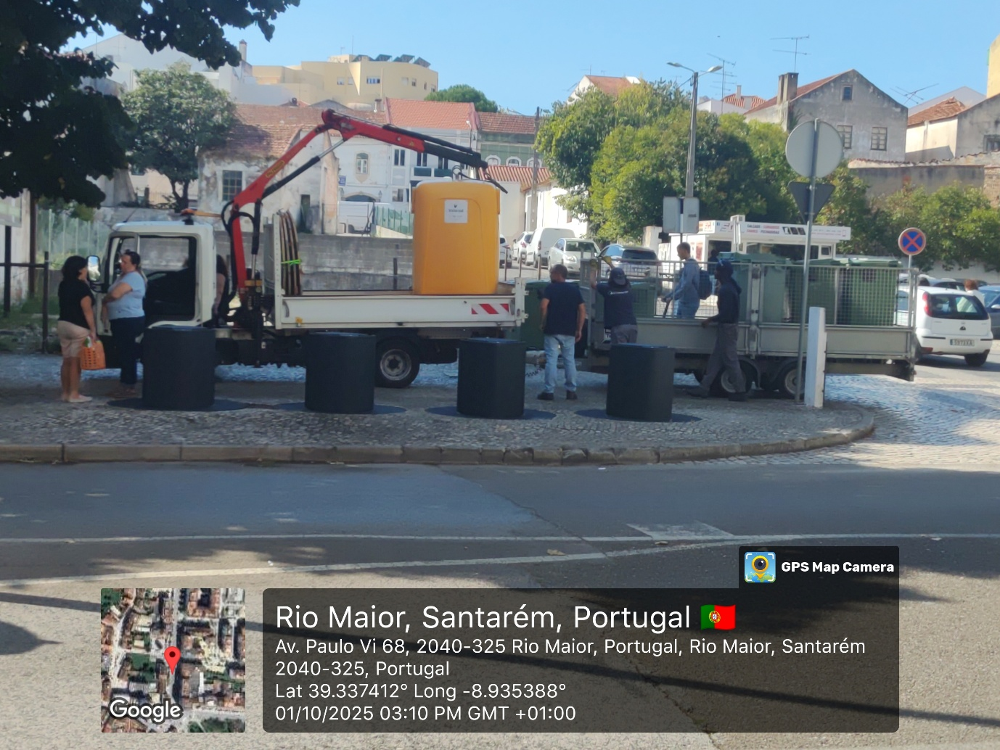 GPS Map Camera
Rio Maior, Santarém, Portugal
Av. Paulo Vi 68, 2040-325 Rio Maior, Portugal, Rio Maior, Santarém
2040-325, Portugal
Lat 39.337412° Long -8.935388°
01/10/2025 03:10 PM GMT +01:00
Google